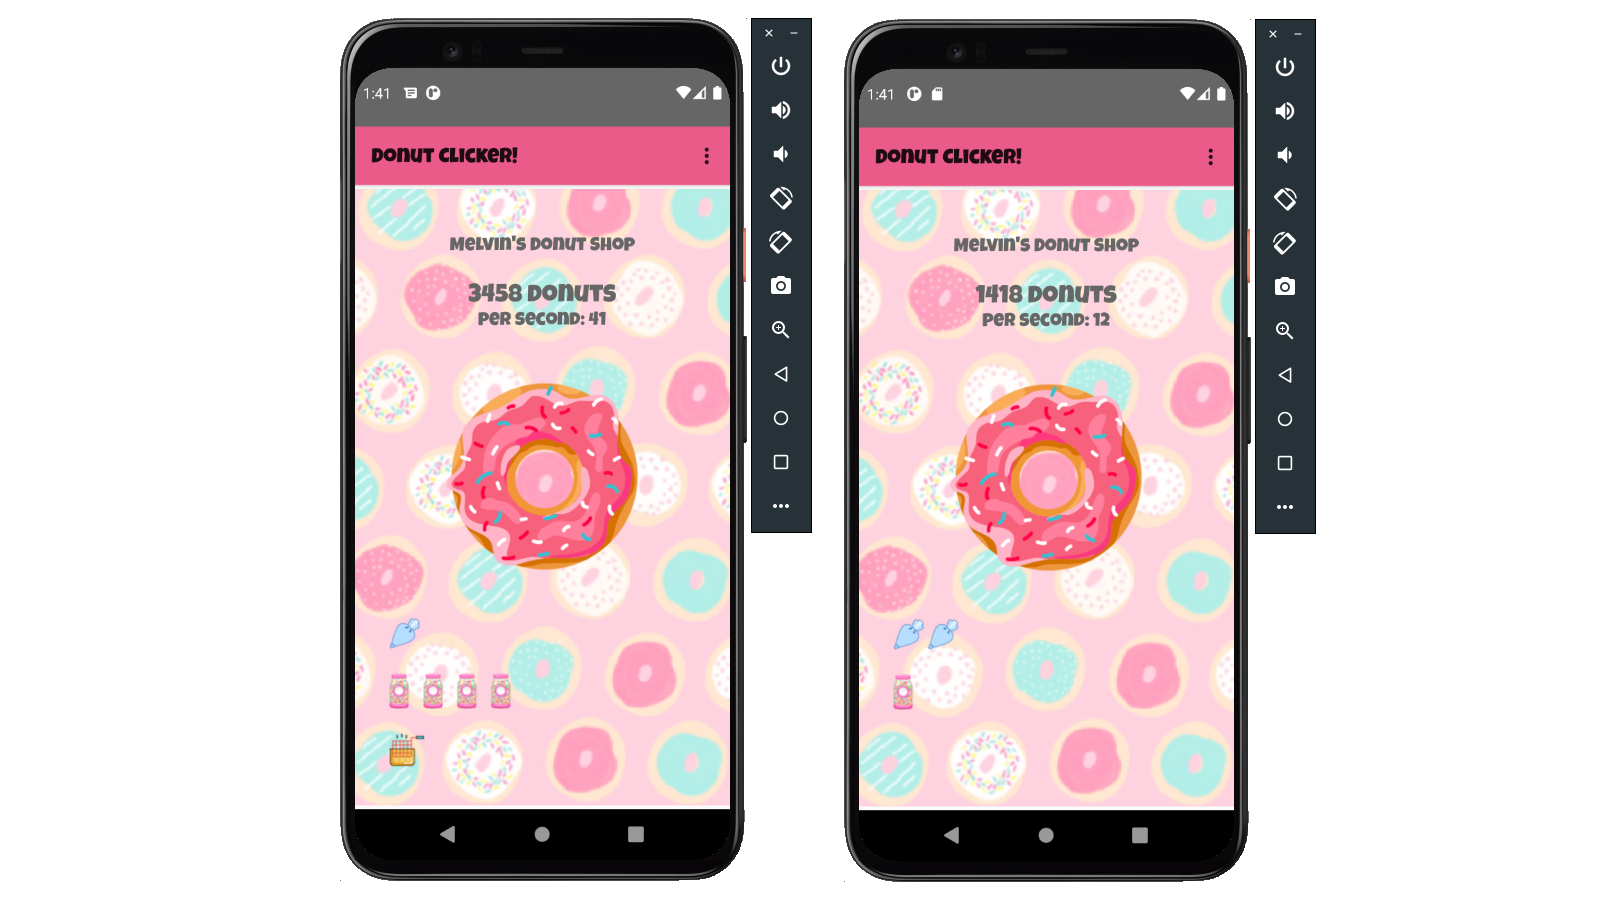 1:41
Donut Clicker!
Melvin's Donut Shop
3458 Donuts
Per Second: 41
1:41
Donut Clicker!
Melvin's Donut Shop
1418 Donuts
Per Second: 12